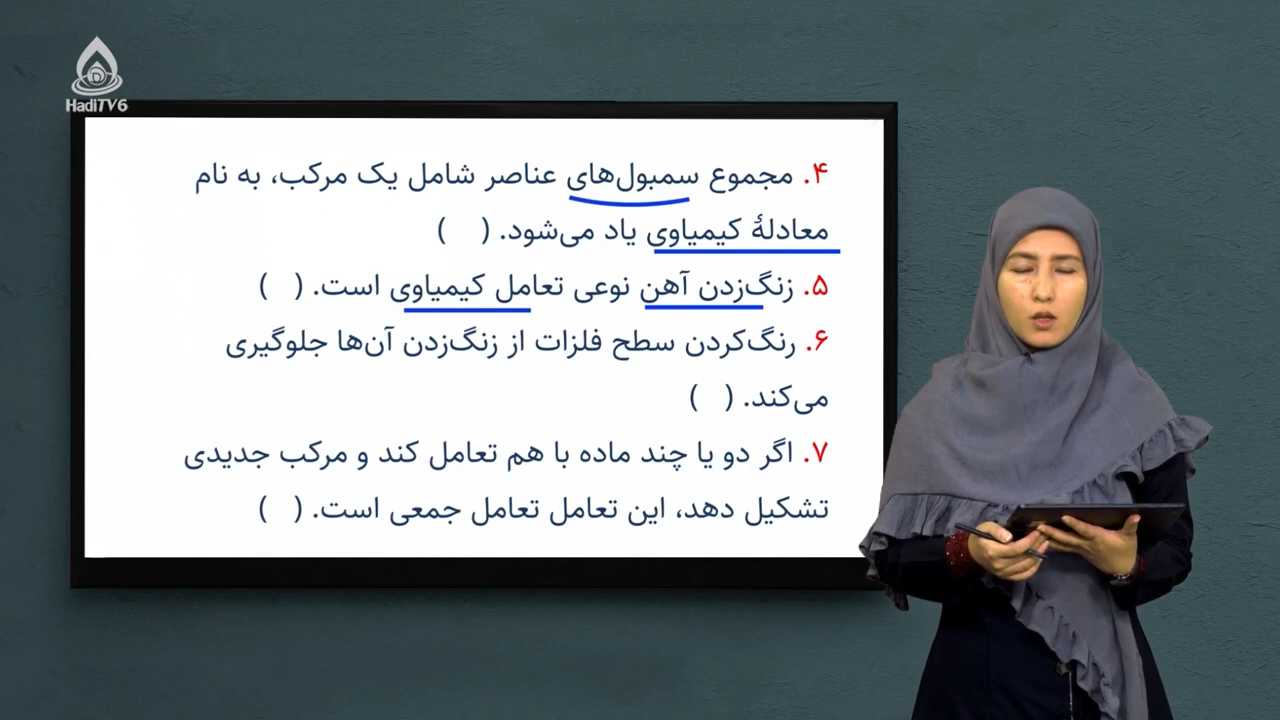 HadiTV6
۴. مجموع سمبول‌های عناصر شامل یک مرکب، به نام
معادلۀ کیمیاوی یاد می‌شود. (   )
۵. زنگ‌زدن آهن نوعی تعامل کیمیاوی است. (   )
۶. رنگ‌کردن سطح فلزات از زنگ‌زدن آن‌ها جلوگیری
می‌کند. (   )
۷. اگر دو یا چند ماده با هم تعامل کند و مرکب جدیدی
تشکیل دهد، این تعامل تعامل جمعی است. (   )